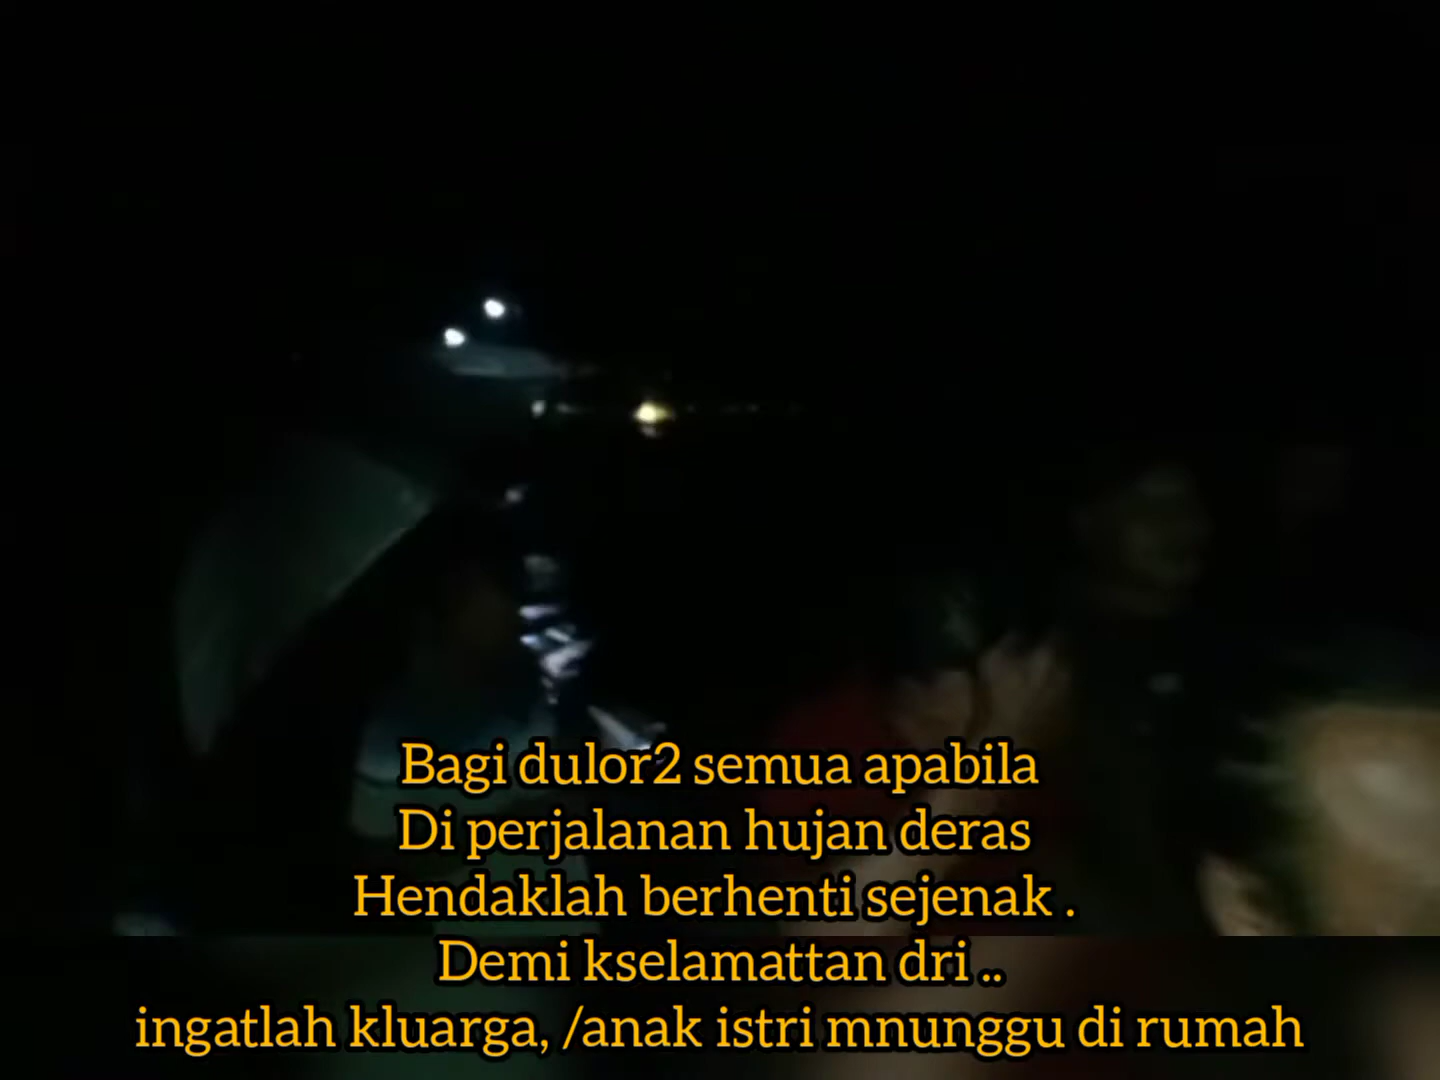 Bagi dulor2 semua apabila
Di perjalanan hujan deras
Hendaklah berhenti sejenak .
Demi kselamattan dri ..
ingatlah kluarga, /anak istri mnunggu di rumah